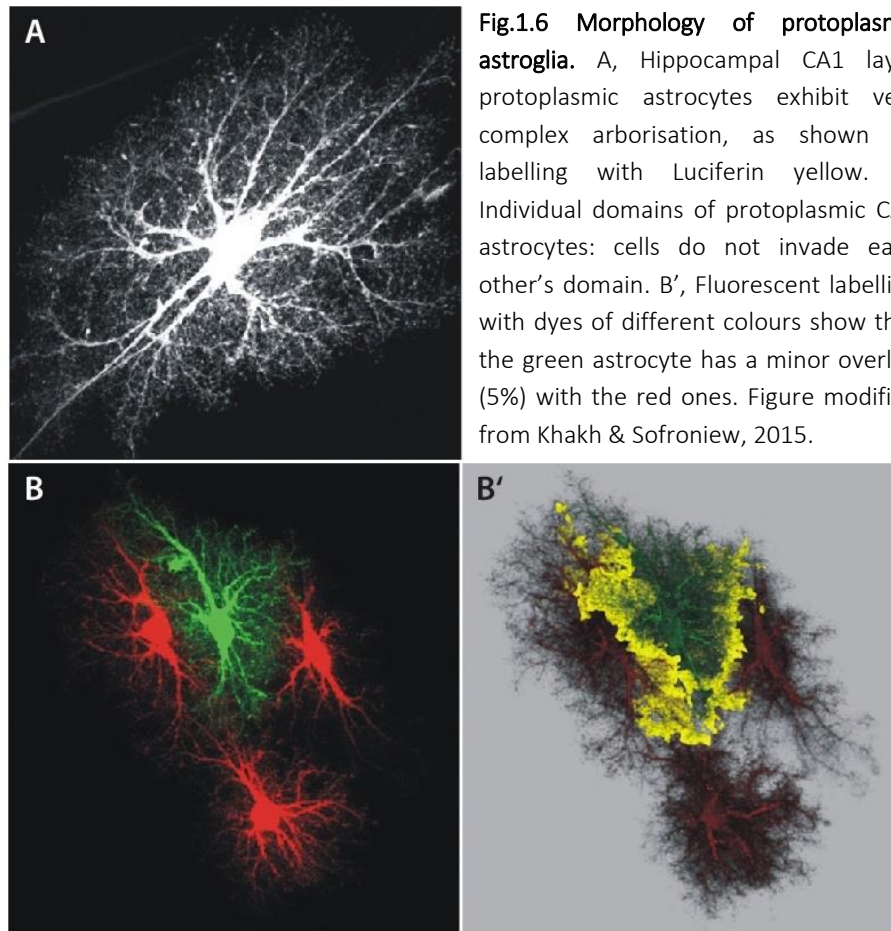 A
Fig.1.6 Morphology of protoplasm
astroglia. A, Hippocampal CA1 lay
protoplasmic astrocytes exhibit ve
complex arborisation, as shown
labelling with Luciferin yellow.
Individual domains of protoplasmic C
astrocytes: cells do not invade ea
other’s domain. B’, Fluorescent labelli
with dyes of different colours show th
the green astrocyte has a minor overl
(5%) with the red ones. Figure modifi
from Khakh & Sofroniew, 2015.
B
B‘